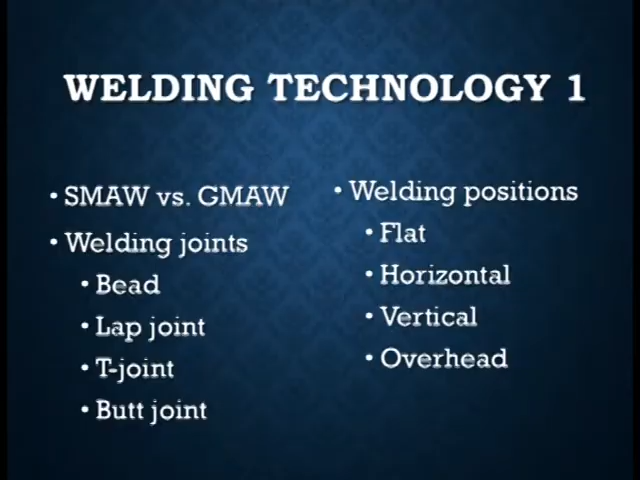 WELDING TECHNOLOGY 1
• SMAW vs. GMAW
• Welding joints
• Bead
• Lap joint
• T-joint
• Butt joint
• Welding positions
• Flat
• Horizontal
• Vertical
• Overhead